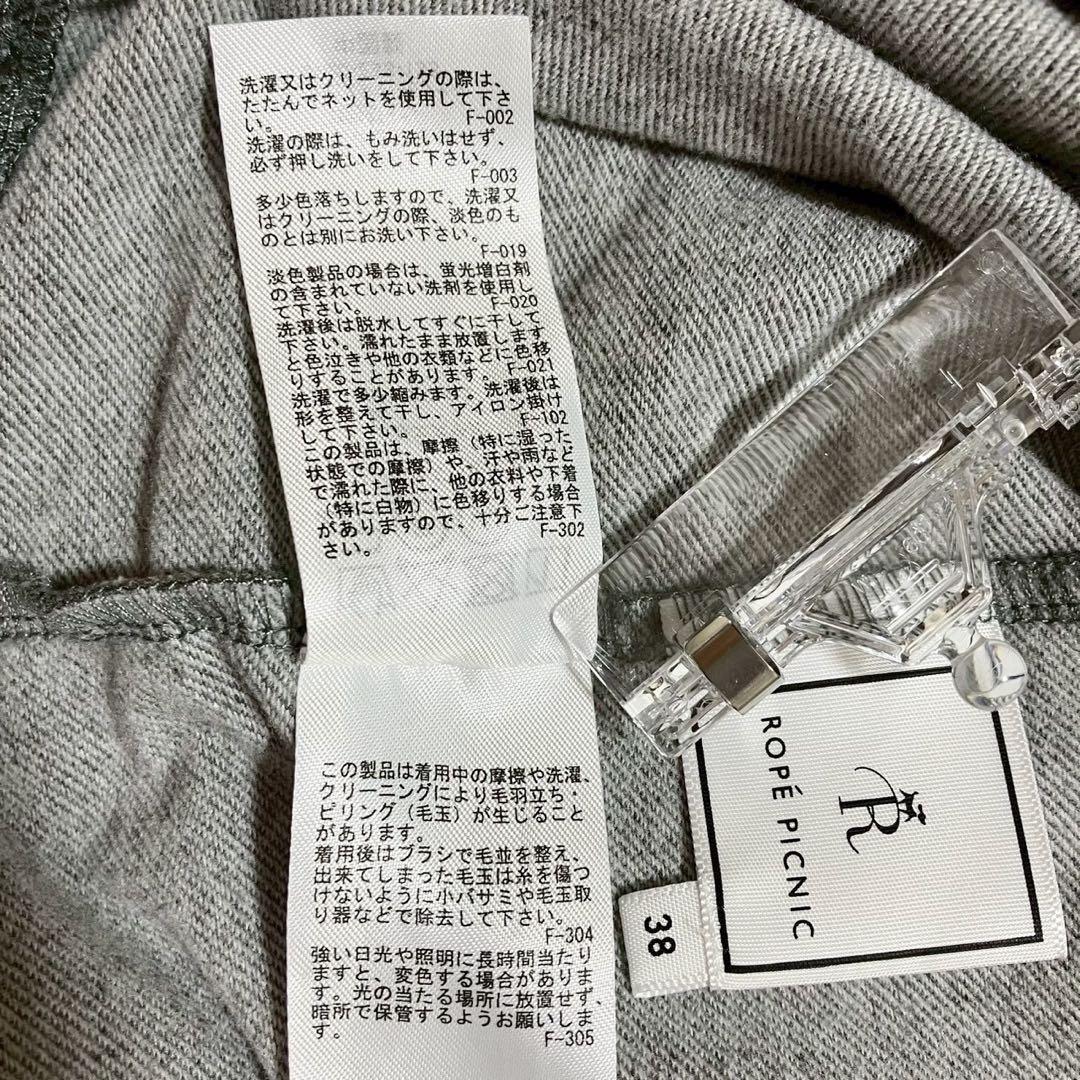 洗濯又はクリーニングの際は、
たたんでネットを使用して下さ
い。
F-002
洗濯の際は、もみ洗いはせず、
必ず押し洗いをして下さい。
F-003
多少色落ちしますので、洗濯又
はクリーニングの際、淡色のも
のとは別にお洗い下さい。
F-019
淡色製品の場合は、蛍光増白剤
の含まれていない洗剤を使用し
て下さい。
F-020
洗濯後は脱水してすぐに干して
下さい。濡れたまま放置します
と色泣きや他の衣類などに色移
りすることがあります。 F-021
洗濯で多少縮みます。洗濯後は
形を整えて干し、アイロン掛け
して下さい。
F-102
この製品は、摩擦(特に湿った
状態での摩擦)や、汗や雨など
で濡れた際に、他の衣料や下着
(特に白物)に色移りする場合
がありますので、十分ご注意下
さい。
F-302
この製品は着用中の摩擦や洗濯、
クリーニングにより毛羽立ち・
ピリング(毛玉)が生じること
があります。
着用後はブラシで毛並を整え、
出来てしまった毛玉は糸を傷つ
けないように小バサミや毛玉取
り器などで除去して下さい。
F-304
強い日光や照明に長時間当たり
ますと、変色する場合がありま
す。光の当たる場所に放置せず、
暗所で保管するようお願いしま
す。
F-305
R
ROPÉ PICNIC
38